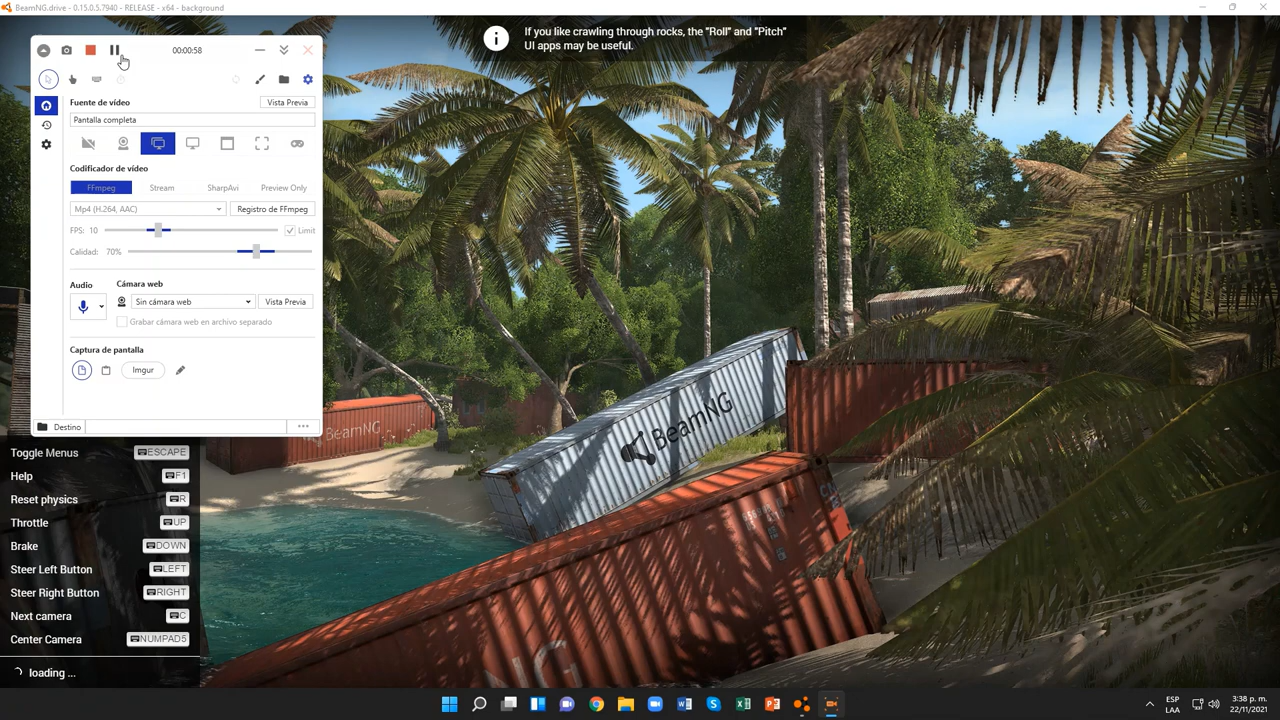 BeamNG.drive - 0.15.0.5.7940 - RELEASE - x64 - background
If you like crawling through rocks, the "Roll" and "Pitch"
UI apps may be useful.
00:00:58
Fuente de vídeo
Vista Previa
Pantalla completa
Codificador de vídeo
FFmpeg
Stream
SharpAvi
Preview Only
Mp4 (H.264, AAC)
Registro de FFmpeg
FPS: 10
Limit
Calidad: 70%
Audio
Cámara web
Sin cámara web
Vista Previa
Grabar cámara web en archivo separado
Captura de pantalla
Imgur
Destino
...
BeamNG
BeamNG
NG
Toggle Menus ESCAPE
Help F1
Reset physics R
Throttle UP
Brake DOWN
Steer Left Button LEFT
Steer Right Button RIGHT
Next camera C
Center Camera NUMPAD5
loading ...
ESP
LAA
3:38 p. m.
22/11/2021